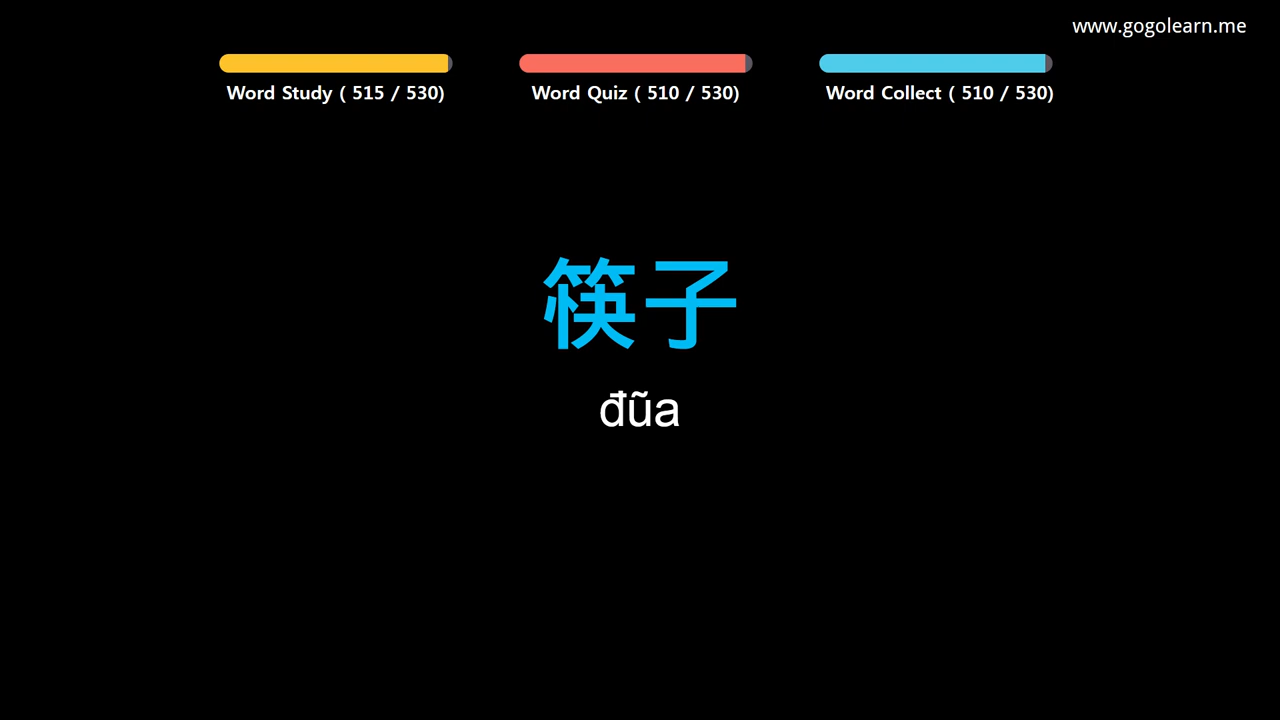 www.gogolearn.me
Word Study ( 515 / 530)
Word Quiz ( 510 / 530)
Word Collect ( 510 / 530)
筷子
đũa